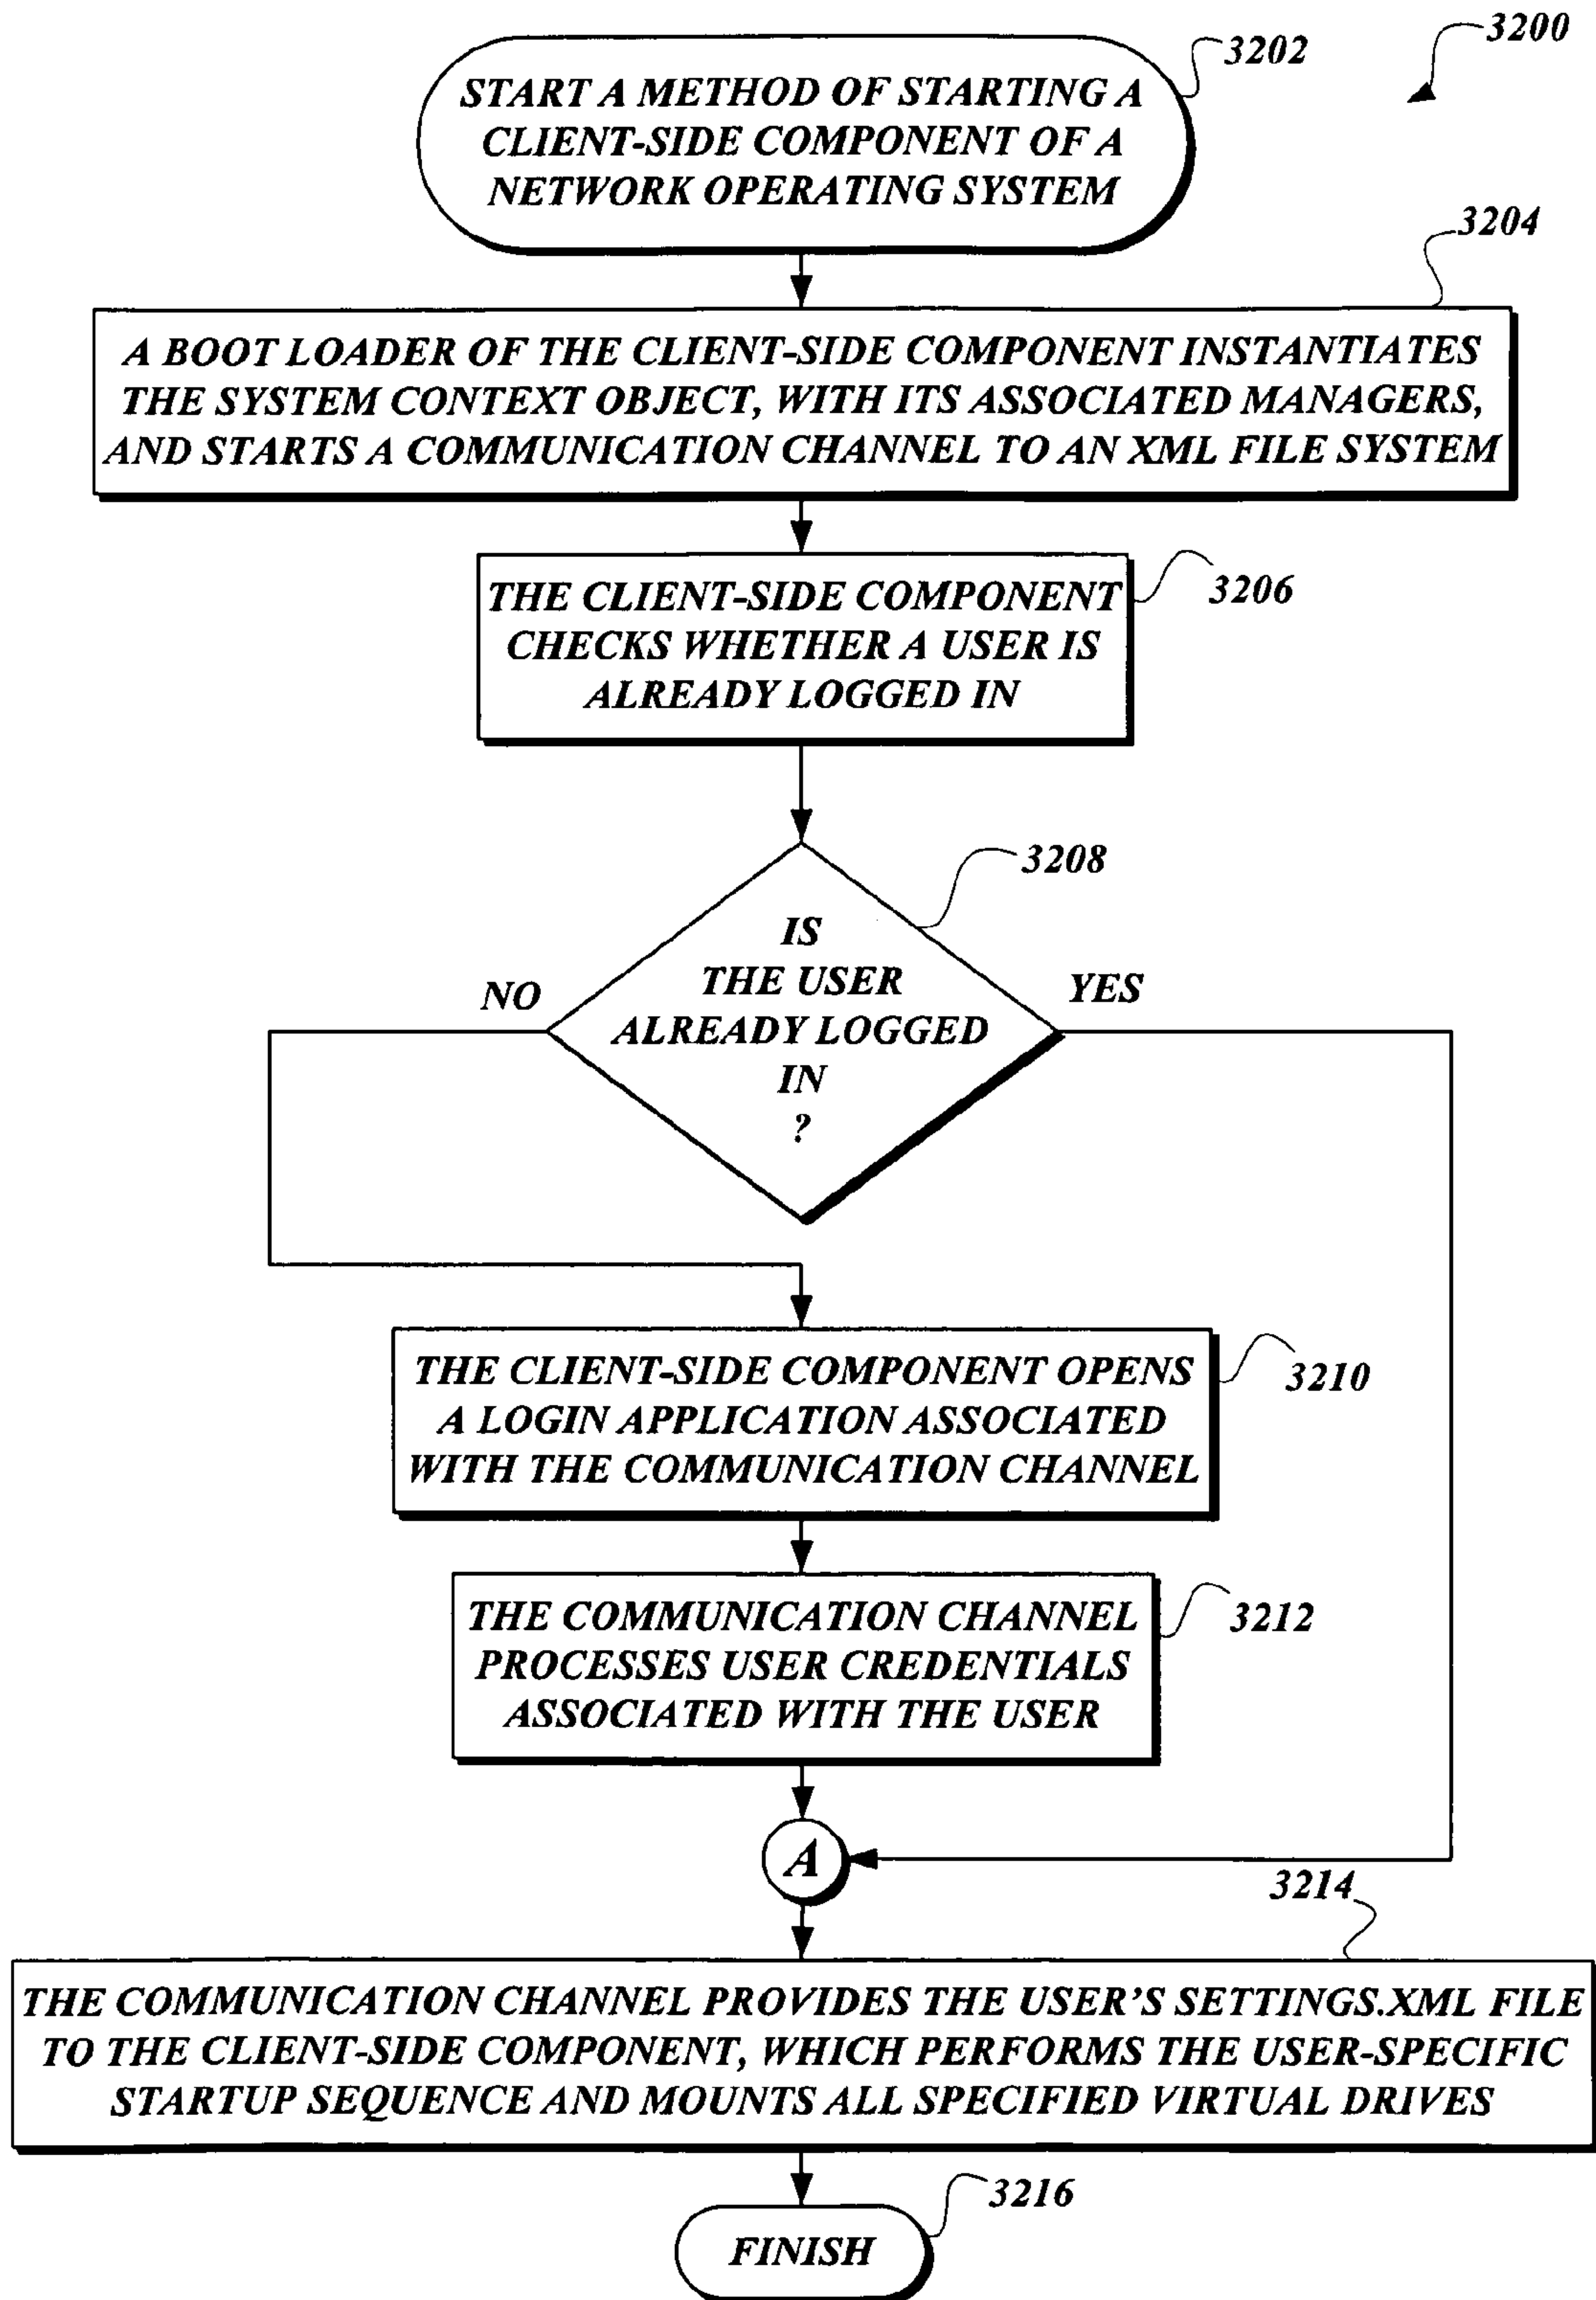 3200
3202
START A METHOD OF STARTING A
CLIENT-SIDE COMPONENT OF A
NETWORK OPERATING SYSTEM
3204
A BOOT LOADER OF THE CLIENT-SIDE COMPONENT INSTANTIATES
THE SYSTEM CONTEXT OBJECT, WITH ITS ASSOCIATED MANAGERS,
AND STARTS A COMMUNICATION CHANNEL TO AN XML FILE SYSTEM
3206
THE CLIENT-SIDE COMPONENT
CHECKS WHETHER A USER IS
ALREADY LOGGED IN
3208
IS
THE USER
ALREADY LOGGED
IN
?
NO
YES
3210
THE CLIENT-SIDE COMPONENT OPENS
A LOGIN APPLICATION ASSOCIATED
WITH THE COMMUNICATION CHANNEL
3212
THE COMMUNICATION CHANNEL
PROCESSES USER CREDENTIALS
ASSOCIATED WITH THE USER
A
3214
THE COMMUNICATION CHANNEL PROVIDES THE USER'S SETTINGS.XML FILE
TO THE CLIENT-SIDE COMPONENT, WHICH PERFORMS THE USER-SPECIFIC
STARTUP SEQUENCE AND MOUNTS ALL SPECIFIED VIRTUAL DRIVES
3216
FINISH